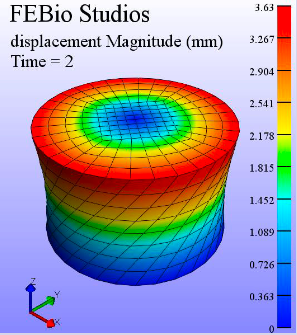 FEBio Studios
displacement Magnitude (mm)
Time = 2
3.63
3.267
2.904
2.541
2.178
1.815
1.452
1.089
0.726
0.363
0
Z
Y
X